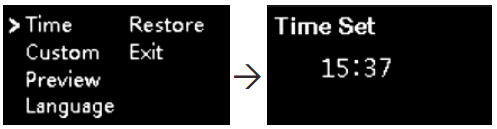 > Time Restore
Custom Exit
Preview
Language
→
Time Set
15:37